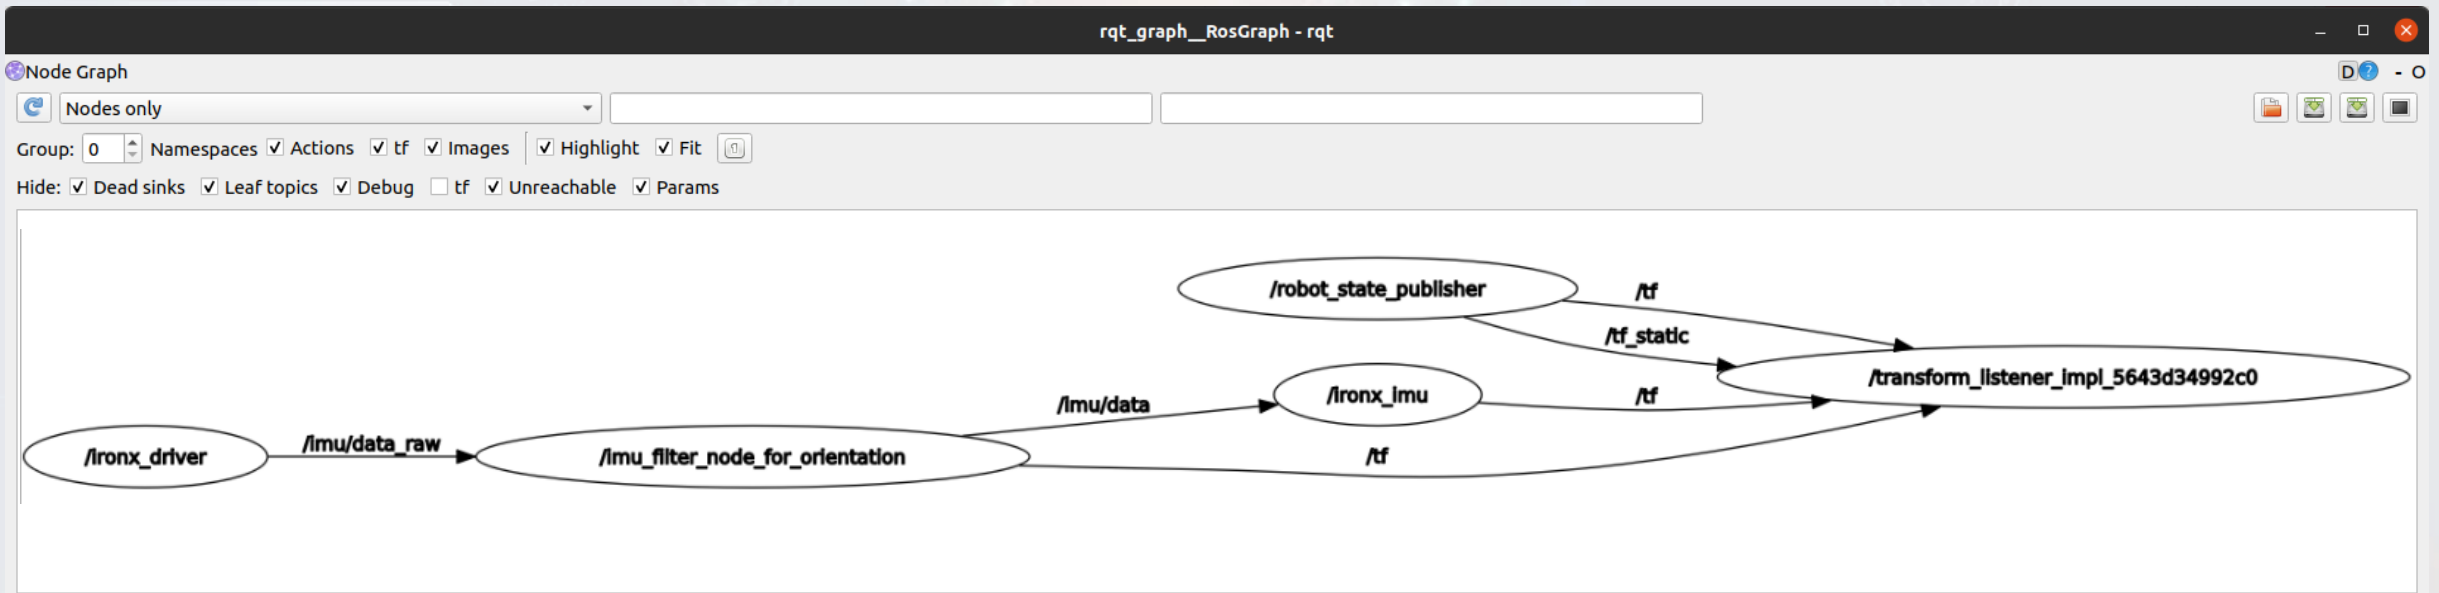 rqt_graph__RosGraph - rqt
Node Graph D ? - O
Nodes only
Group: 0 Namespaces Actions tf Images Highlight Fit
Hide: Dead sinks Leaf topics Debug tf Unreachable Params
/robot_state_publisher
/tf
/tf_static
/transform_listener_impl_5643d34992c0
/ironx_imu
/tf
/imu/data
/ironx_driver
/imu/data_raw
/imu_filter_node_for_orientation
/tf